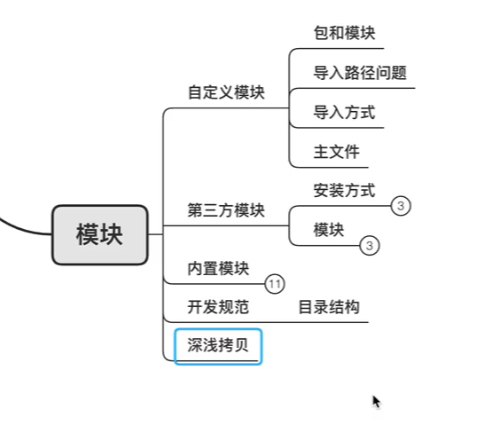 模块
自定义模块
包和模块
导入路径问题
导入方式
主文件
第三方模块
安装方式 3
模块 3
内置模块 11
开发规范
目录结构
深浅拷贝